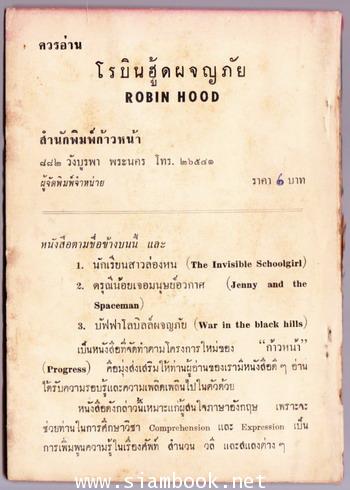 ควรอ่าน
โรบินฮู้ดผจญภัย
ROBIN HOOD
สำนักพิมพ์ก้าวหน้า
๘๘๒ วังบูรพา พระนคร โทร. ๒๖๕๔๑
ผู้จัดพิมพ์จำหน่าย
ราคา ๖ บาท
หนังสือตามชื่อข้างบนนี้ และ
1. นักเรียนสาวล่องหน (The Invisible Schoolgirl)
2. ดรุณีน้อยเจอมนุษย์อวกาศ (Jenny and the
Spaceman)
3. บัฟฟาโลบิลล์ผจญภัย (War in the black hills)
เป็นหนังสือที่จัดทำตามโครงการใหม่ของ "ก้าวหน้า"
(Progress) คือมุ่งส่งเสริมให้ท่านผู้อ่านของเรามีหนังสือดี ๆ อ่าน
ได้รับความรอบรู้และความเพลิดเพลินไปในตัวด้วย
หนังสือดังกล่าวนี้เหมาะแก่ผู้สนใจภาษาอังกฤษ เพราะจะ
ช่วยท่านในการศึกษาวิชา Comprehension และ Expression เป็น
การเพิ่มพูนความรู้ในเรื่องศัพท์ สำนวน วลี และสแลงต่าง ๆ
www.siambook.net